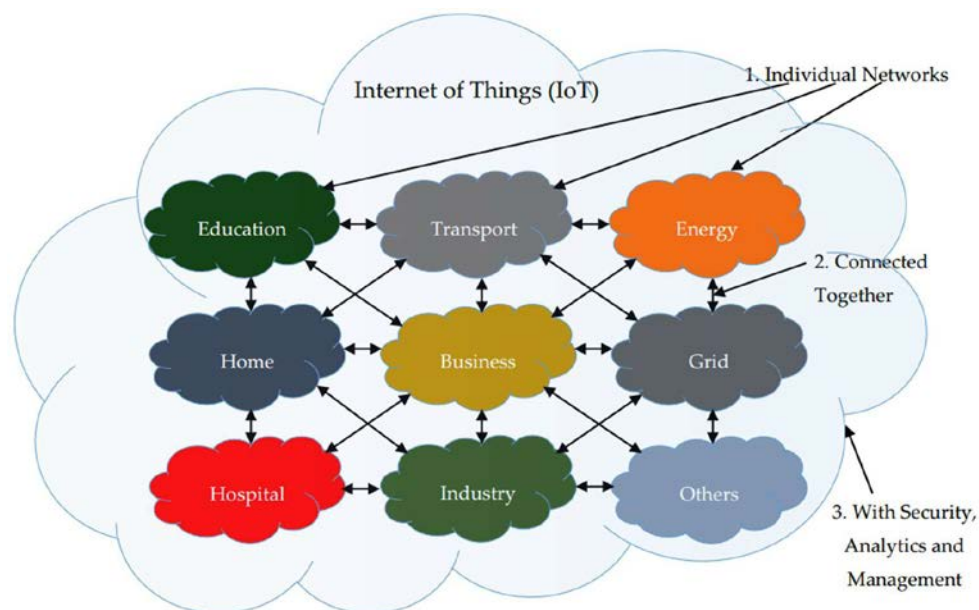 Internet of Things (IoT)
1. Individual Networks
Education
Transport
Energy
2. Connected
Together
Home
Business
Grid
Hospital
Industry
Others
3. With Security,
Analytics and
Management